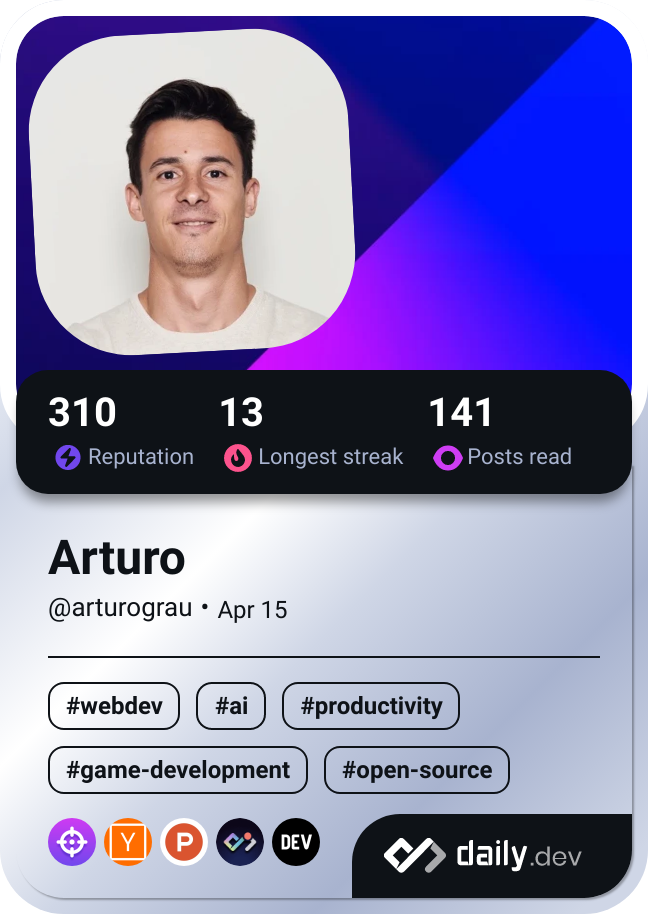 310 13 141
Reputation Longest streak Posts read
Arturo
@arturograu • Apr 15
#webdev #ai #productivity
#game-development #open-source
Y P DEV daily.dev